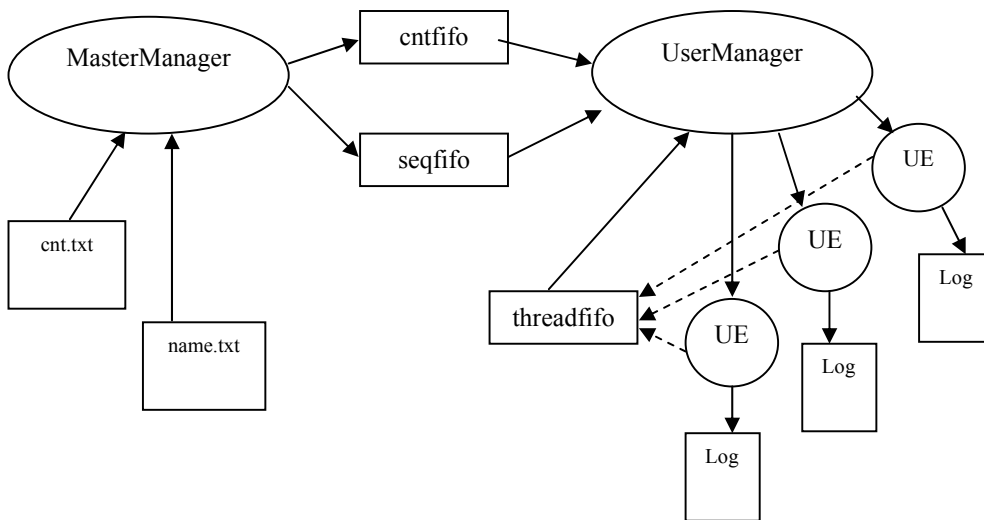 MasterManager
cntfifo
UserManager
seqfifo
UE
cnt.txt
UE
Log
threadfifo
UE
name.txt
Log
Log